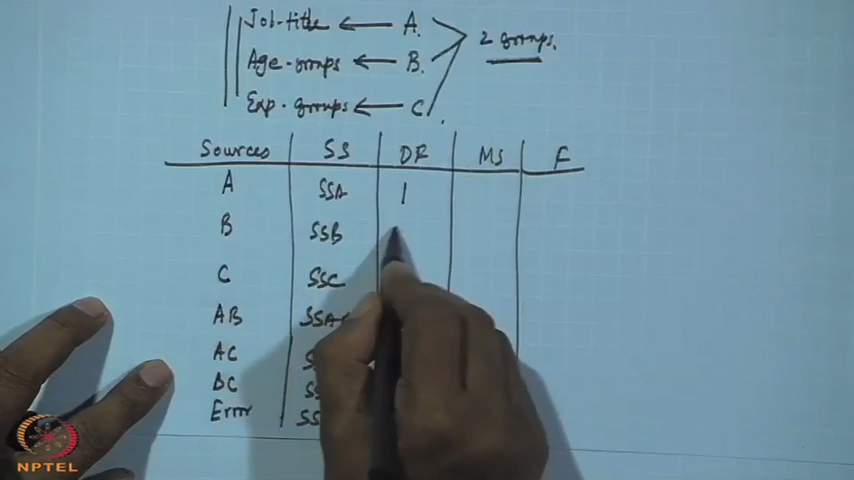 Job-title ← A.
Age-groups ← B. 2 groups.
Exp. groups ← C
Sources SS DF MS F
A SSA 1
B SSB
C SSC
AB
AC
BC
Error
NPTEL